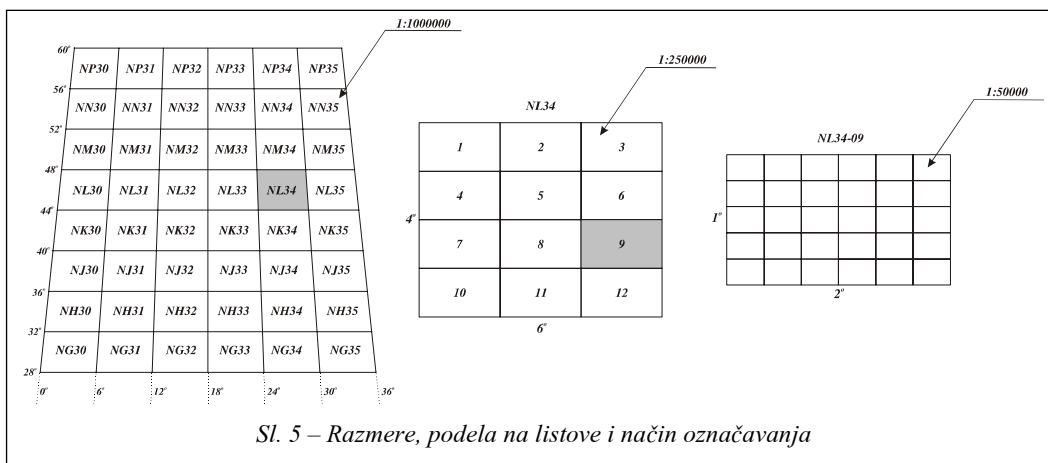 1:1000000
60°
NP30 NP31 NP32 NP33 NP34 NP35
56°
NN30 NN31 NN32 NN33 NN34 NN35
52°
NM30 NM31 NM32 NM33 NM34 NM35
48°
NL30 NL31 NL32 NL33 NL34 NL35
44°
NK30 NK31 NK32 NK33 NK34 NK35
40°
NJ30 NJ31 NJ32 NJ33 NJ34 NJ35
36°
NH30 NH31 NH32 NH33 NH34 NH35
32°
NG30 NG31 NG32 NG33 NG34 NG35
28°
0° 6° 12° 18° 24° 30° 36°
1:250000
NL34
1 2 3
4 5 6
4°
7 8 9
10 11 12
6°
1:50000
NL34-09
1°
2°
Sl. 5 – Razmere, podela na listove i način označavanja